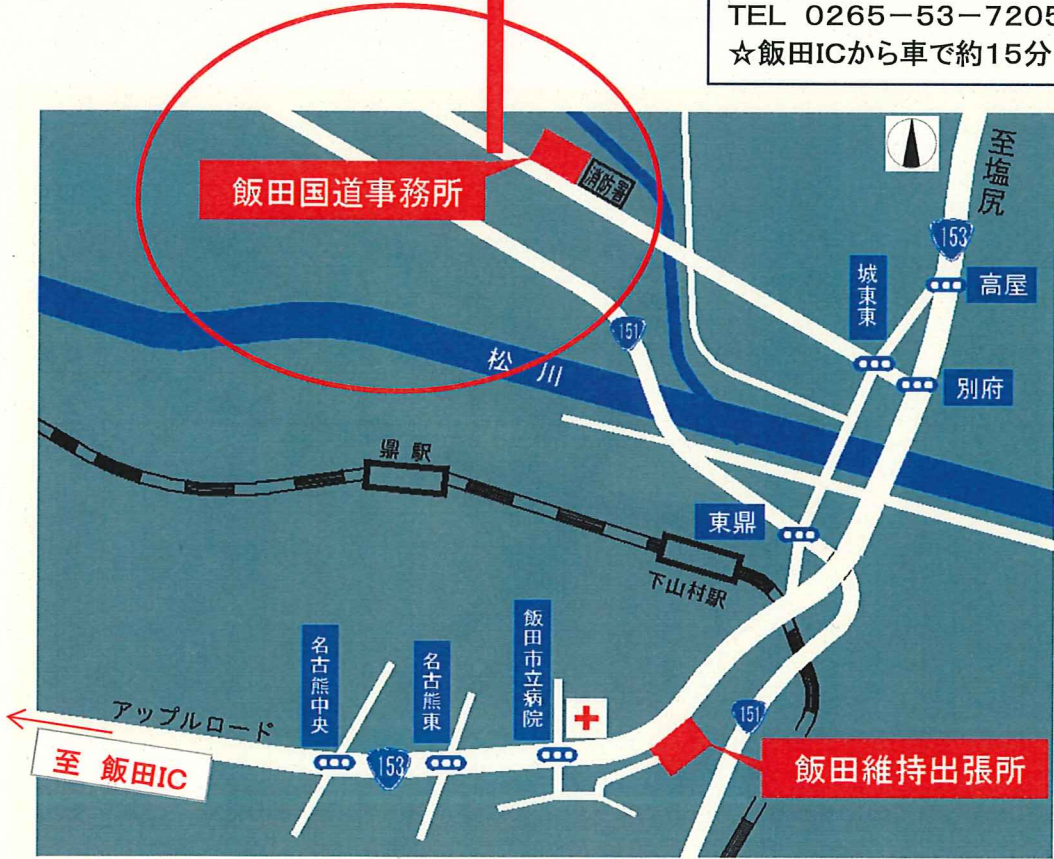 TEL 0265-53-7205
☆飯田ICから車で約15分
飯田国道事務所
消防署
至塩尻
153
高屋
城東東
151
別府
松川
鼎駅
東鼎
下山村駅
飯田市立病院
名古熊東
名古熊中央
アップルロード
151
153
至 飯田IC
飯田維持出張所